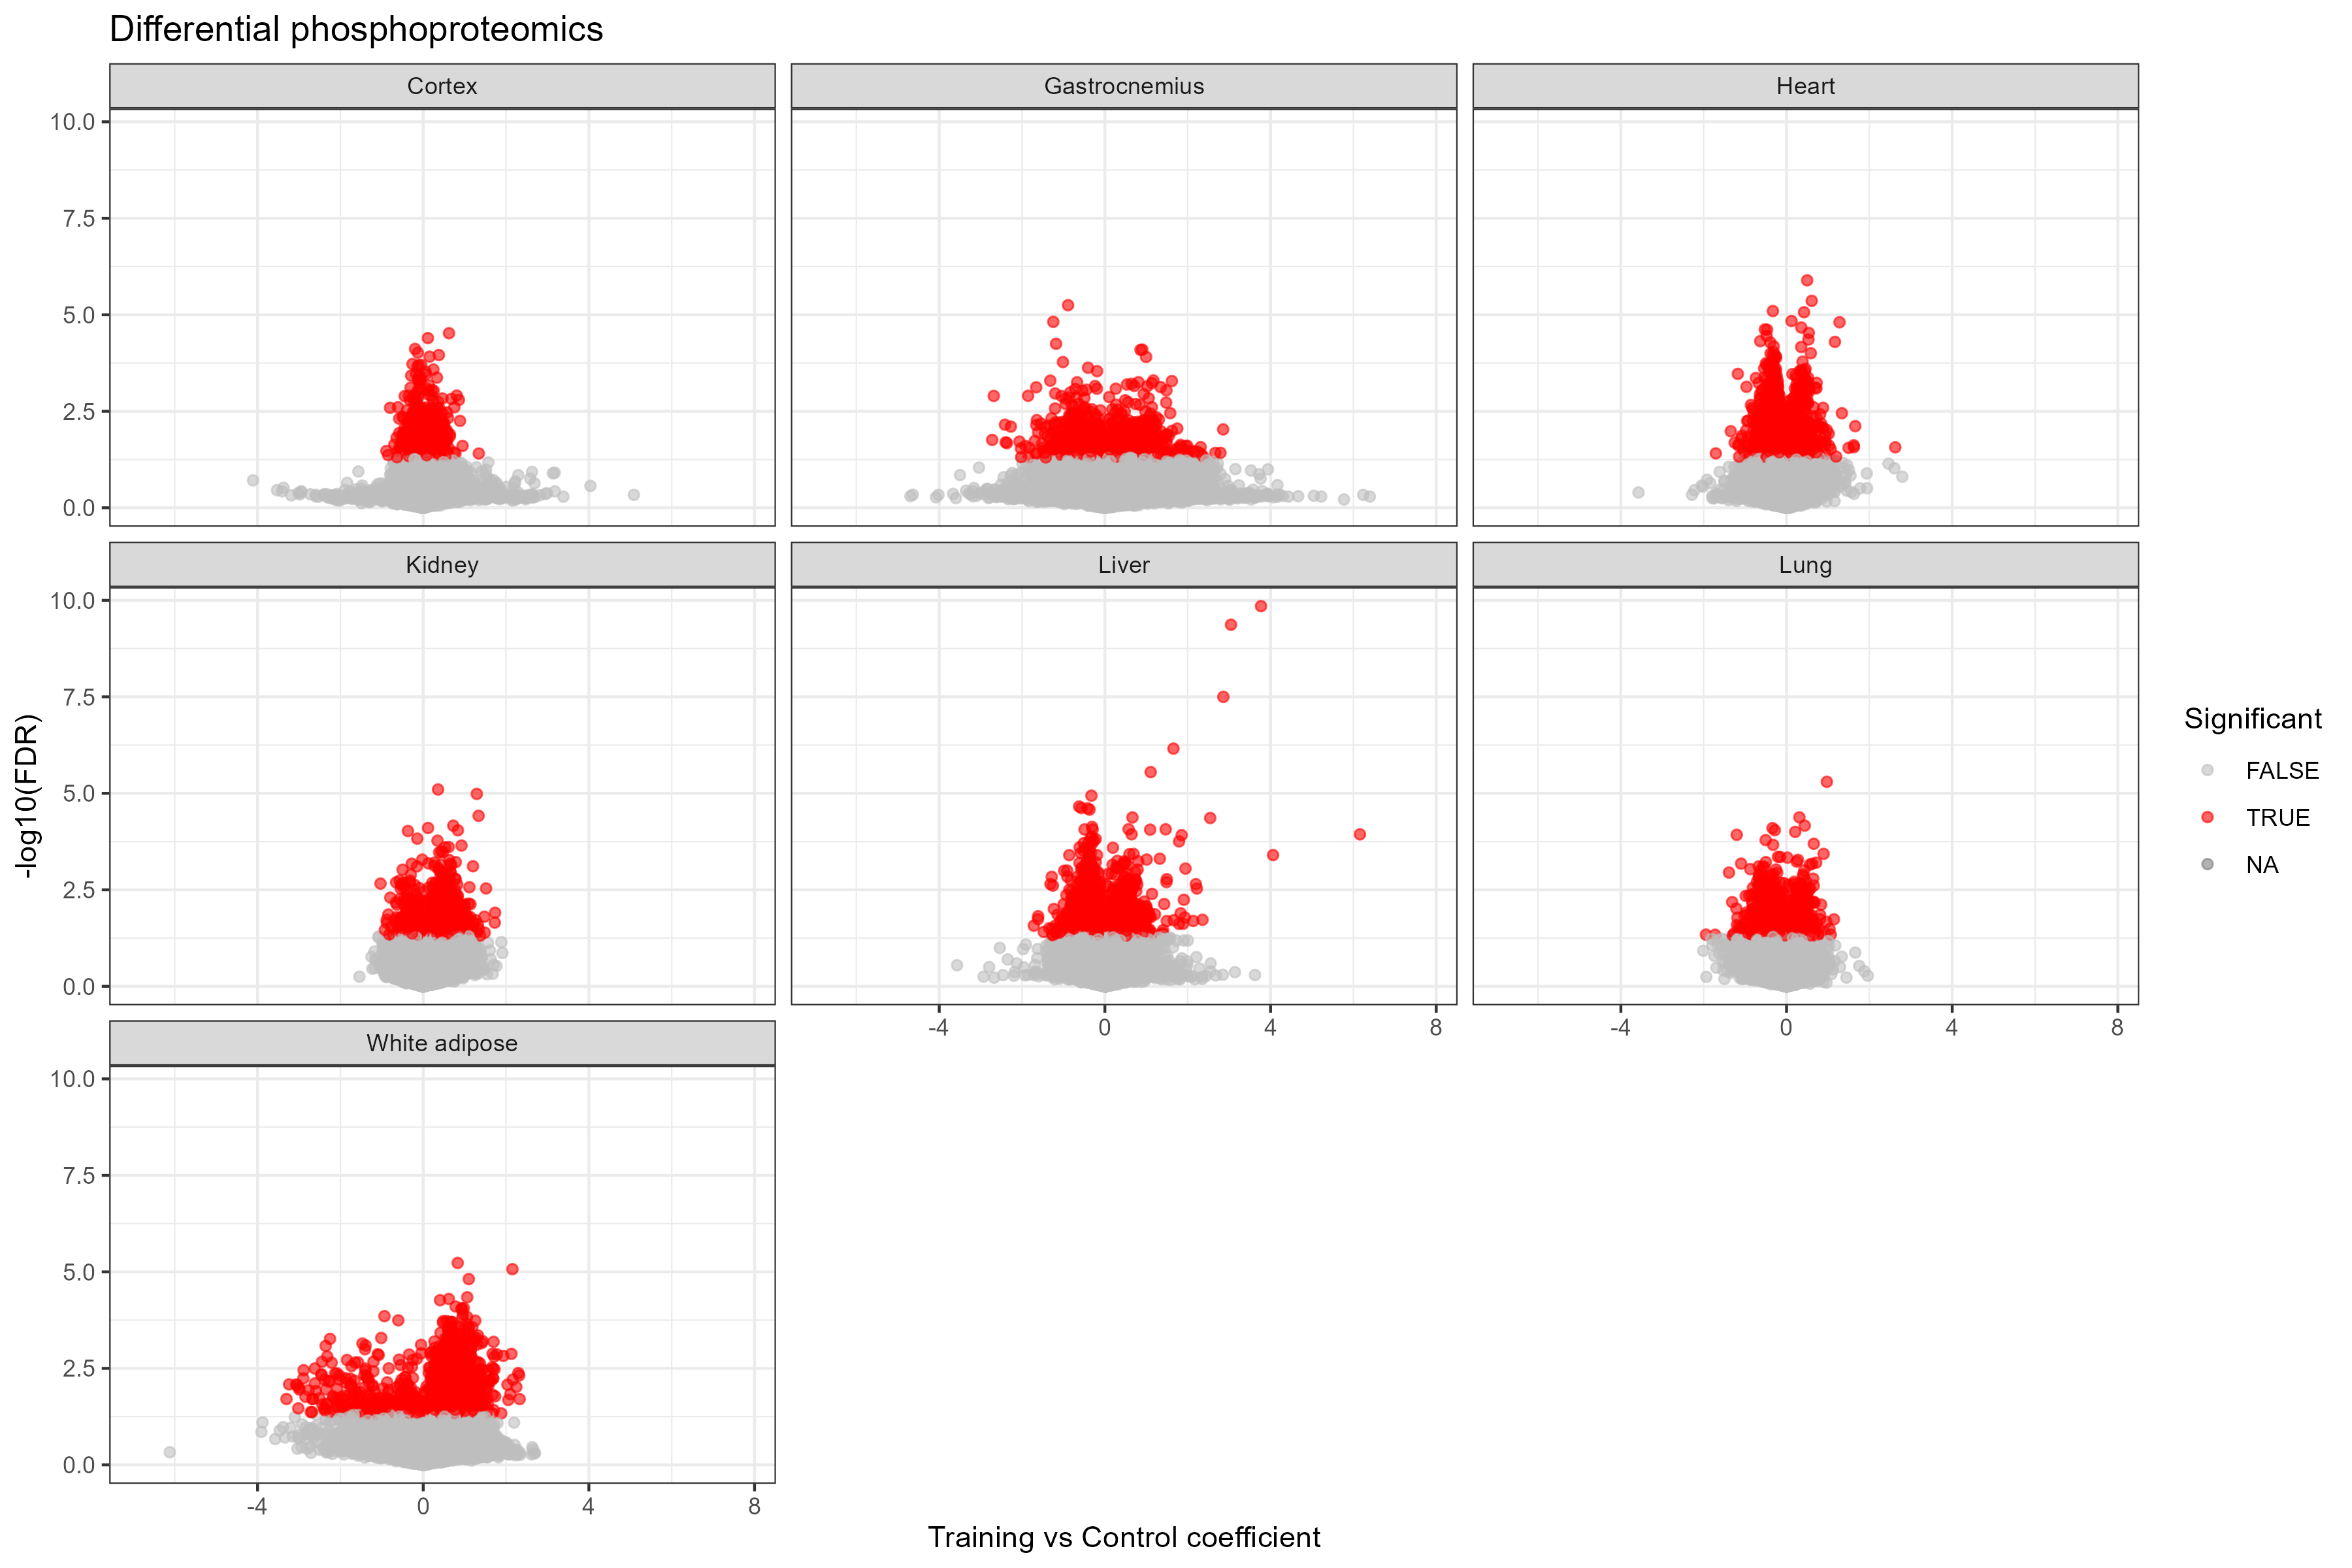 Differential phosphoproteomics
Cortex
Gastrocnemius
Heart
10.0
7.5
5.0
2.5
0.0
Kidney
Liver
Lung
10.0
7.5
5.0
2.5
0.0
-4 0 4 8
-4 0 4 8
White adipose
10.0
7.5
5.0
2.5
0.0
-4 0 4 8
Training vs Control coefficient
-log10(FDR)
Significant
FALSE
TRUE
NA